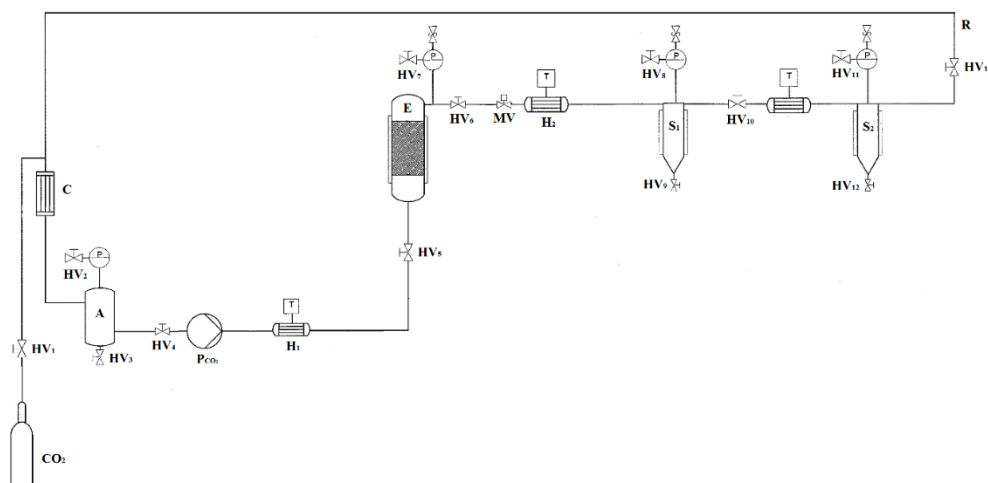 R
P
P
P
HV₇
HV₈
HV₁₁
HV₁
T
T
E
HV₆
MV
H₂
HV₁₀
S₁
S₂
C
HV₉
HV₁₂
HV₅
P
HV₂
A
T
HV₁
HV₃
HV₄
P_CO₂
H₁
CO₂